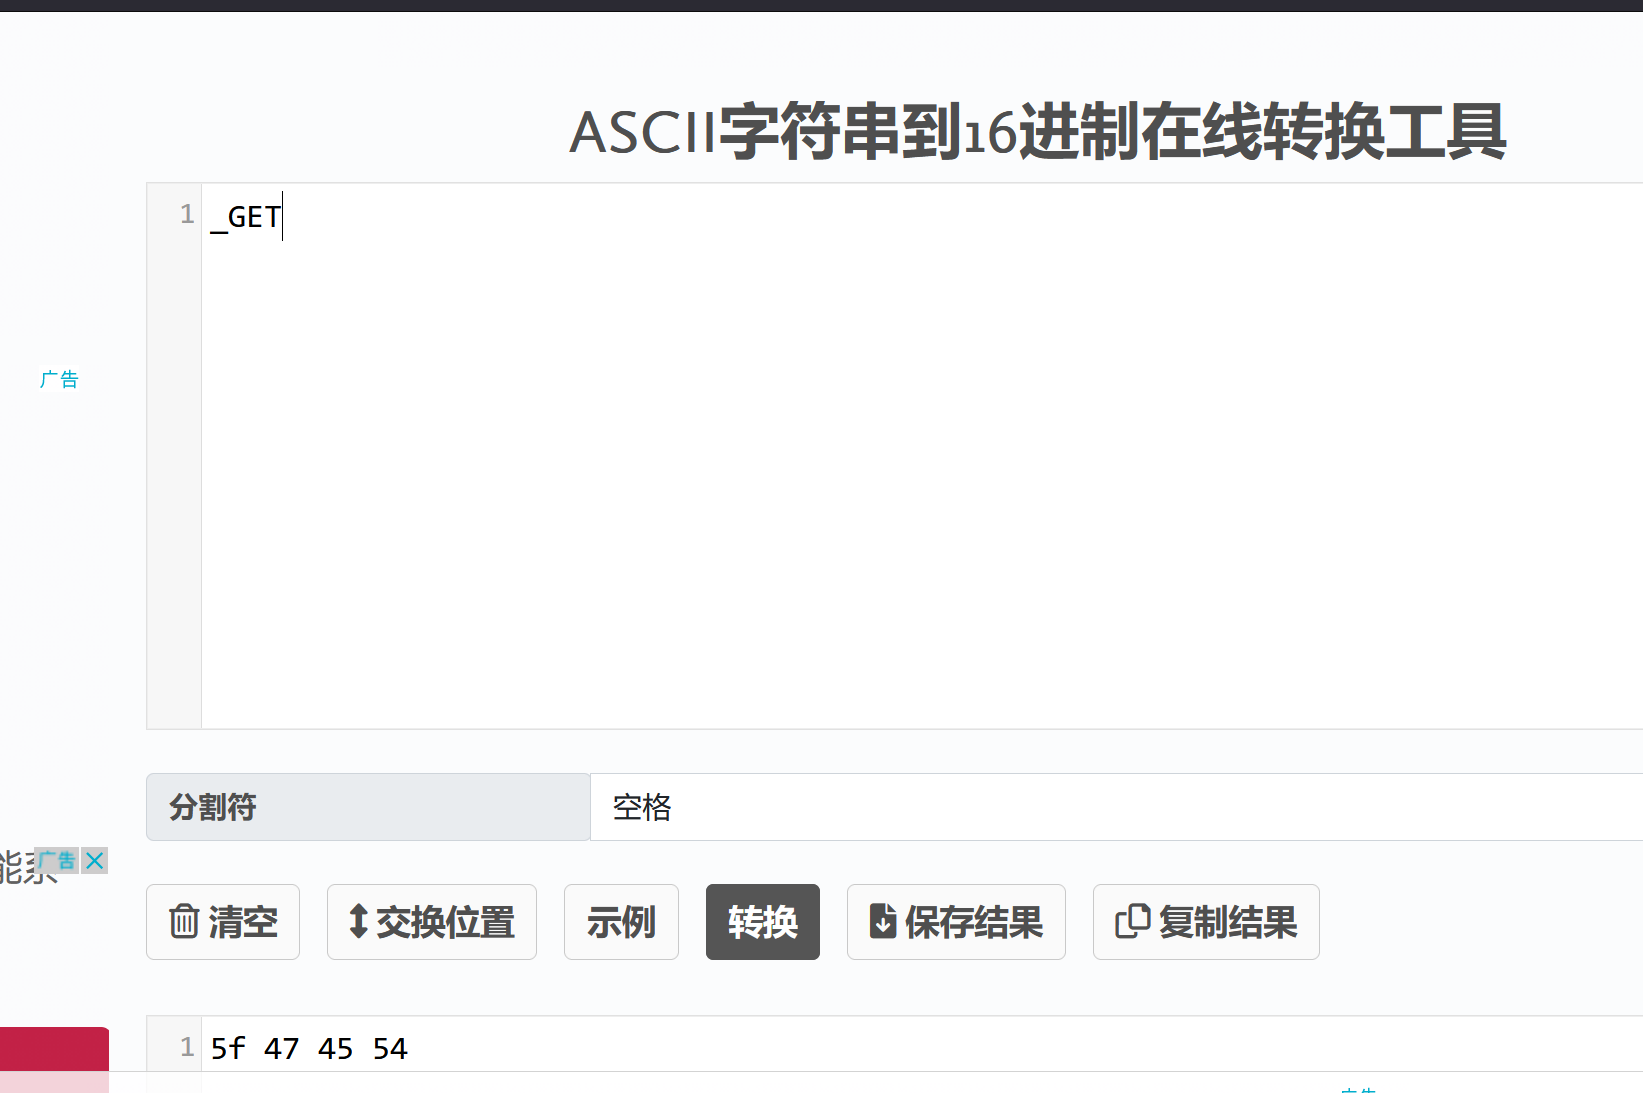 ASCII字符串到16进制在线转换工具
1 _GET
广告
分割符 空格
广告
清空 交换位置 示例 转换 保存结果 复制结果
1 5f 47 45 54